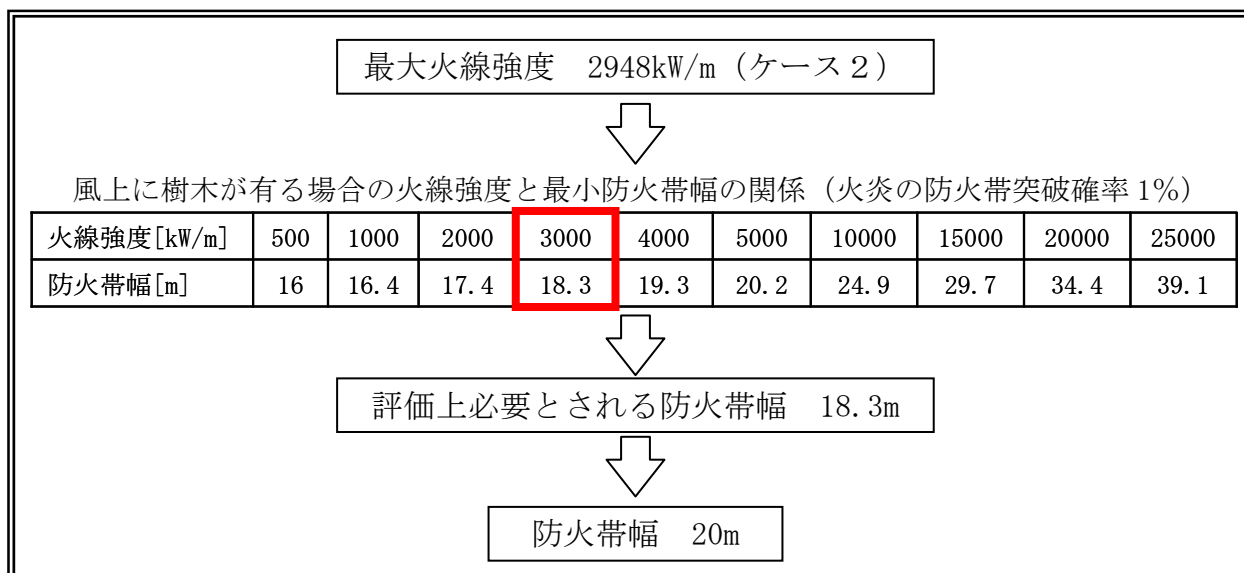 最大火線強度　2948kW/m（ケース２）
風上に樹木が有る場合の火線強度と最小防火帯幅の関係（火炎の防火帯突破確率1%）
火線強度[kW/m] 500 1000 2000 3000 4000 5000 10000 15000 20000 25000
防火帯幅[m] 16 16.4 17.4 18.3 19.3 20.2 24.9 29.7 34.4 39.1
評価上必要とされる防火帯幅　18.3m
防火帯幅　20m